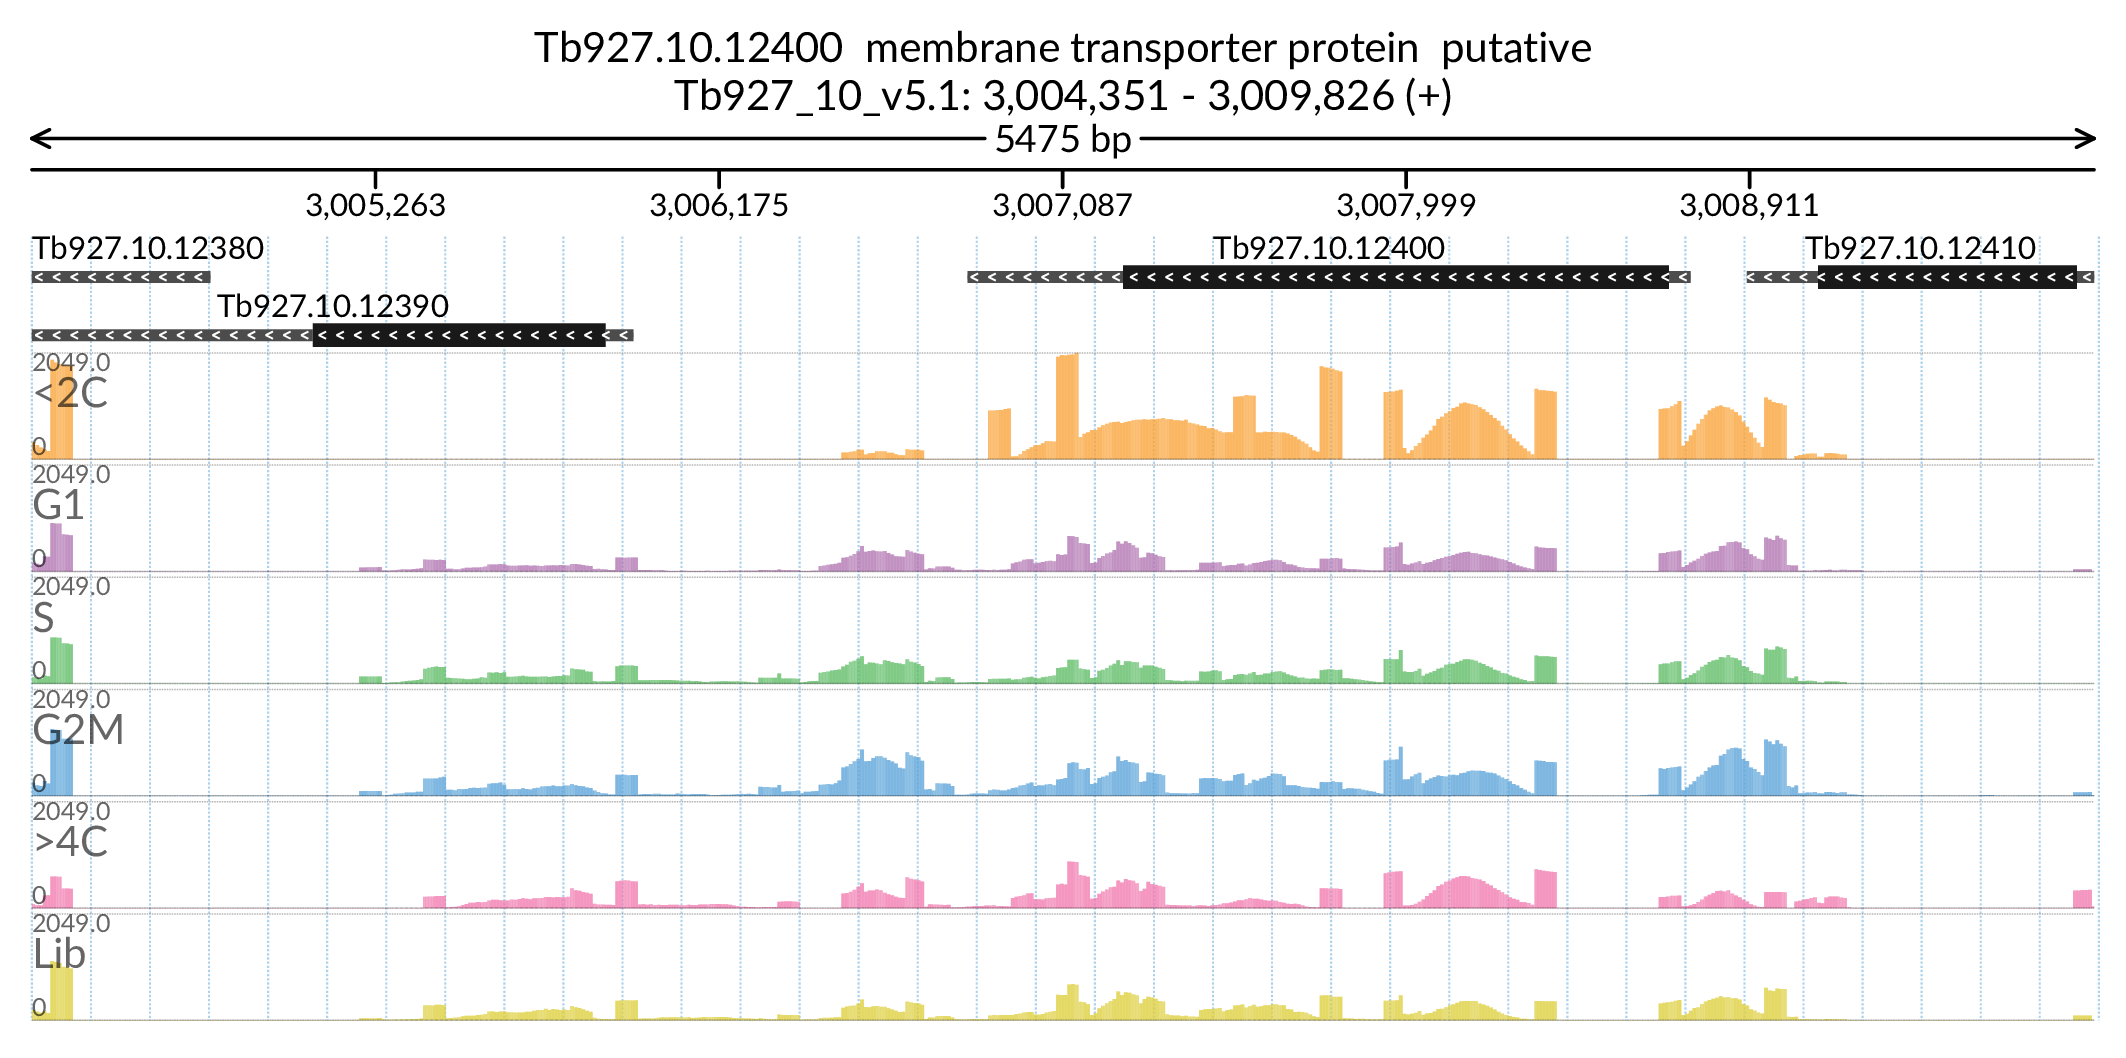 Tb927.10.12400  membrane transporter protein  putative
Tb927_10_v5.1: 3,004,351 - 3,009,826 (+)
5475 bp
3,005,263 3,006,175 3,007,087 3,007,999 3,008,911
Tb927.10.12380 Tb927.10.12400 Tb927.10.12410
Tb927.10.12390
2049.0
<2C
0
2049.0
G1
0
2049.0
S
0
2049.0
G2M
0
2049.0
>4C
0
2049.0
Lib
0